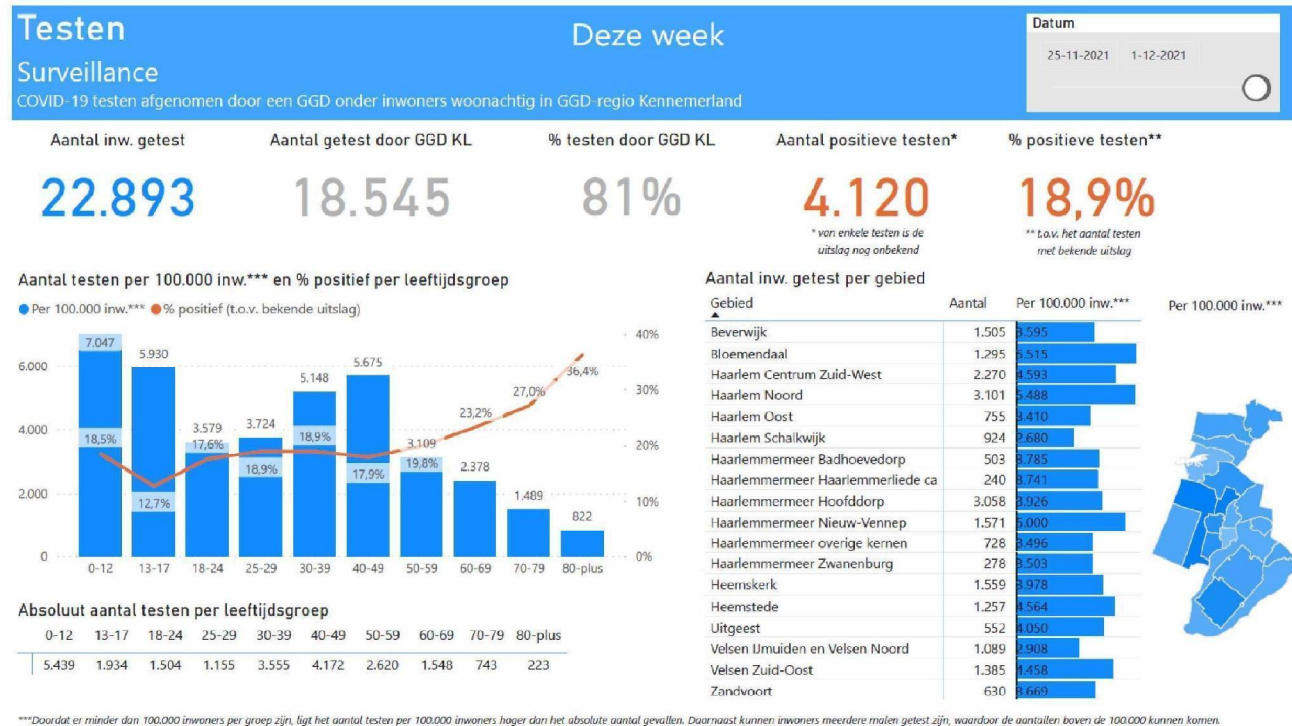 Testen
Deze week
Datum
25-11-2021 1-12-2021
Surveillance
COVID-19 testen afgenomen door een GGD onder inwoners woonachtig in GGD-regio Kennemerland
Aantal inw. getest
22.893
Aantal getest door GGD KL
18.545
% testen door GGD KL
81%
Aantal positieve testen*
4.120
* van enkele testen is de
uitslag nog onbekend
% positieve testen**
18,9%
** t.o.v. het aantal testen
met bekende uitslag
Aantal testen per 100.000 inw.*** en % positief per leeftijdsgroep
Per 100.000 inw.*** % positief (t.o.v. bekende uitslag)
6.000
4.000
2.000
0
40%
30%
20%
10%
0%
7.047 5.930 3.579 3.724 5.148 5.675 3.109 2.378 1.489 822
18,5% 12,7% 17,6% 18,9% 18,9% 17,9% 19,8% 23,2% 27,0% 36,4%
0-12 13-17 18-24 25-29 30-39 40-49 50-59 60-69 70-79 80-plus
Absoluut aantal testen per leeftijdsgroep
0-12 13-17 18-24 25-29 30-39 40-49 50-59 60-69 70-79 80-plus
5.439 1.934 1.504 1.155 3.555 4.172 2.620 1.548 743 223
Aantal inw. getest per gebied
Gebied Aantal Per 100.000 inw.***
Beverwijk 1.505 3.595
Bloemendaal 1.295 5.515
Haarlem Centrum Zuid-West 2.270 4.593
Haarlem Noord 3.101 5.488
Haarlem Oost 755 3.410
Haarlem Schalkwijk 924 2.680
Haarlemmermeer Badhoevedorp 503 3.785
Haarlemmermeer Haarlemmerliede ca 240 3.741
Haarlemmermeer Hoofddorp 3.058 3.926
Haarlemmermeer Nieuw-Vennep 1.571 5.000
Haarlemmermeer overige kernen 728 3.496
Haarlemmermeer Zwanenburg 278 3.503
Heemskerk 1.559 3.978
Heemstede 1.257 4.564
Uitgeest 552 4.050
Velsen IJmuiden en Velsen Noord 1.089 2.908
Velsen Zuid-Oost 1.385 4.458
Zandvoort 630 3.669
Per 100.000 inw.***
***Doordat er minder dan 100.000 inwoners per groep zijn, ligt het aantal testen per 100.000 inwoners hoger dan het absolute aantal gevallen. Daarnaast kunnen inwoners meerdere malen getest zijn, waardoor de aantallen boven de 100.000 kunnen komen.